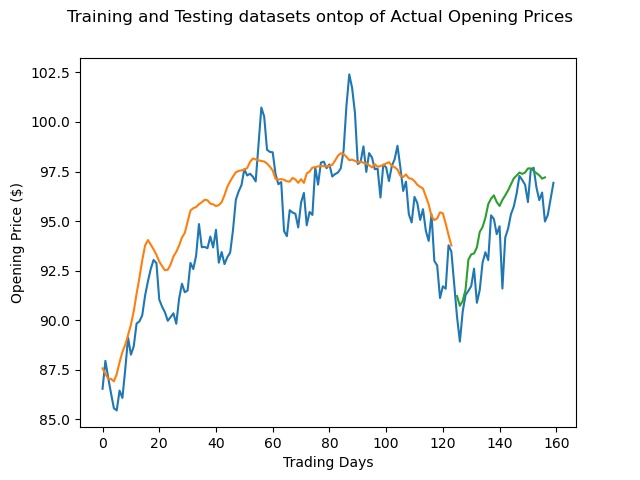 Training and Testing datasets ontop of Actual Opening Prices
102.5
100.0
97.5
95.0
92.5
90.0
87.5
85.0
Opening Price ($)
0 20 40 60 80 100 120 140 160
Trading Days